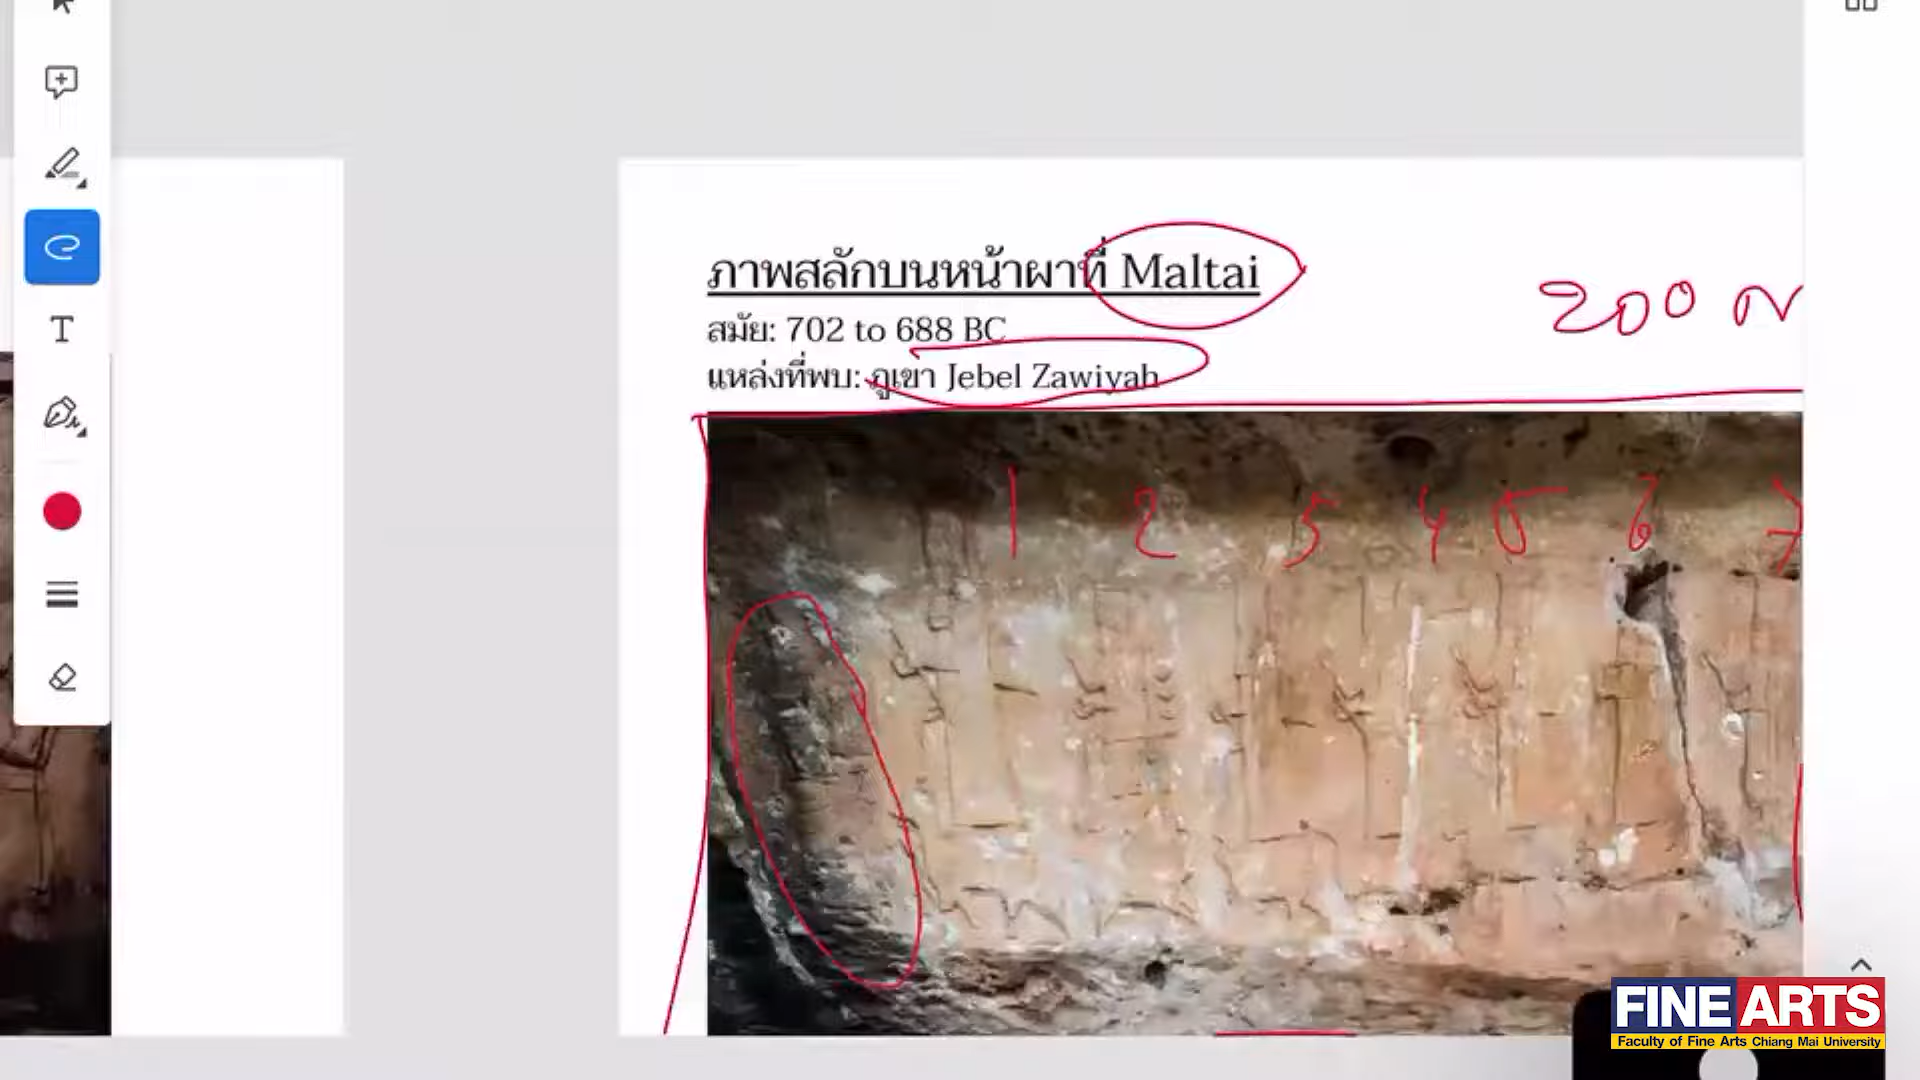 ภาพสลักบนหน้าผาที่ Maltai
สมัย: 702 to 688 BC
แหล่งที่พบ: ภูเขา Jebel Zawiyah
200
1 2 3 4 5 6 7
T
FINE ARTS
Faculty of Fine Arts Chiang Mai University